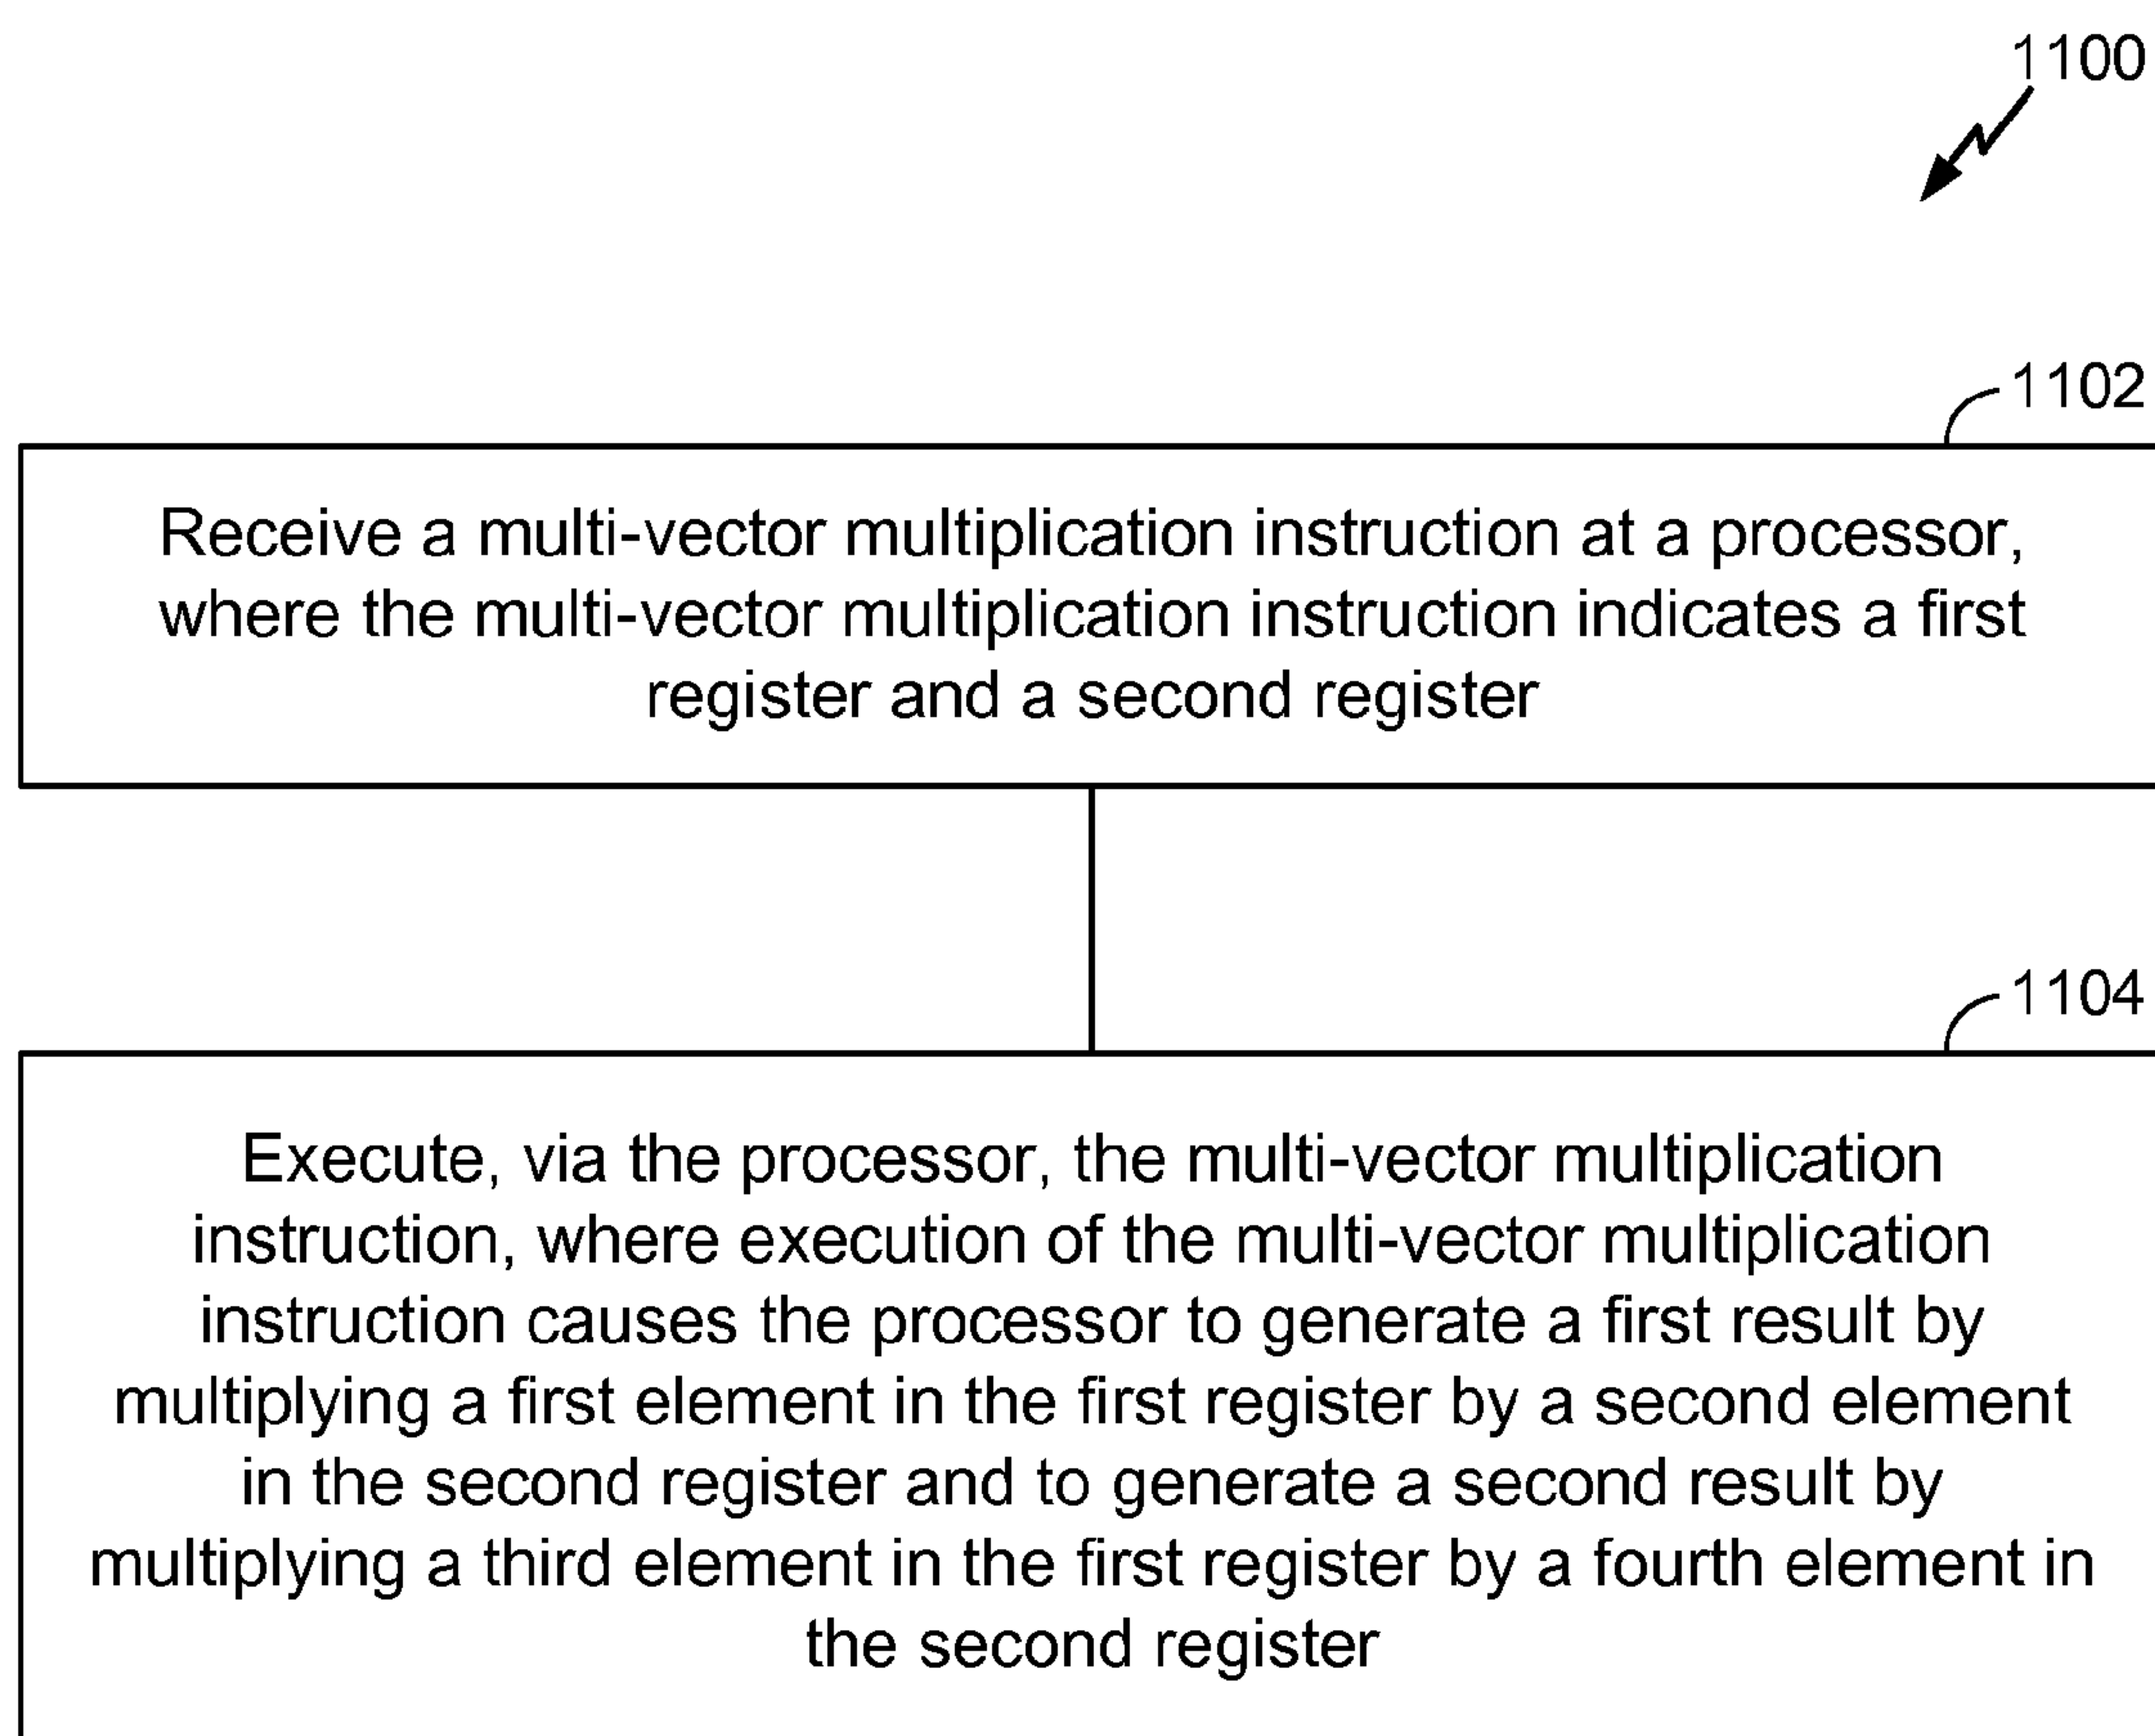 1100
1102
Receive a multi-vector multiplication instruction at a processor,
where the multi-vector multiplication instruction indicates a first
register and a second register
1104
Execute, via the processor, the multi-vector multiplication
instruction, where execution of the multi-vector multiplication
instruction causes the processor to generate a first result by
multiplying a first element in the first register by a second element
in the second register and to generate a second result by
multiplying a third element in the first register by a fourth element in
the second register